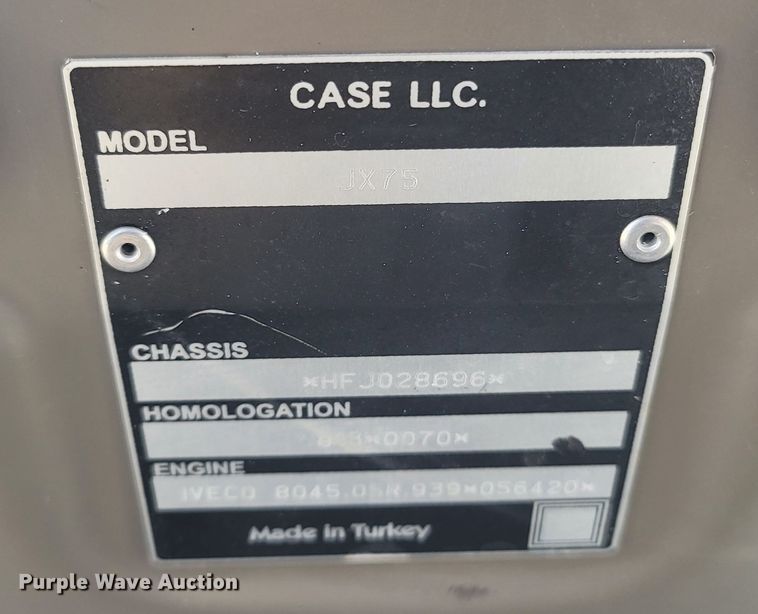 CASE LLC.
MODEL
JX75
CHASSIS
*HFJ028696*
HOMOLOGATION
ENGINE
IVECO 8045.05R.939*056420*
Made in Turkey
Purple Wave Auction